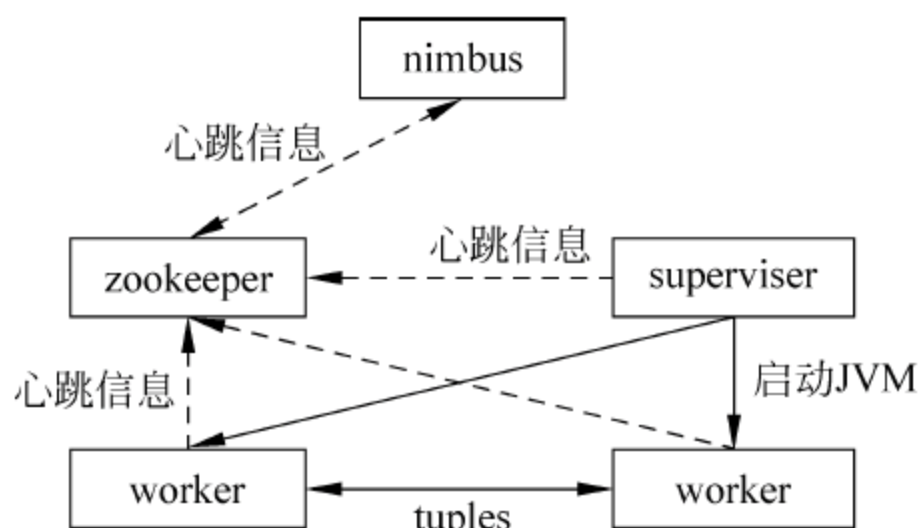 nimbus
心跳信息
心跳信息
zookeeper
superviser
心跳信息
启动JVM
worker
worker
tuples